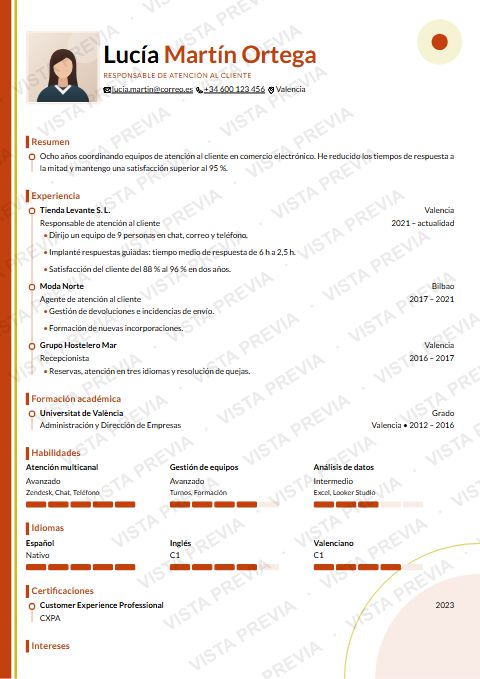 Lucía Martín Ortega
RESPONSABLE DE ATENCIÓN AL CLIENTE
lucia.martin@correo.es +34 600 123 456 Valencia
Resumen
Ocho años coordinando equipos de atención al cliente en comercio electrónico. He reducido los tiempos de respuesta a
la mitad y mantengo una satisfacción superior al 95 %.
Experiencia
Tienda Levante S. L. Valencia
Responsable de atención al cliente 2021 – actualidad
• Dirijo un equipo de 9 personas en chat, correo y teléfono.
• Implanté respuestas guiadas: tiempo medio de respuesta de 6 h a 2,5 h.
• Satisfacción del cliente del 88 % al 96 % en dos años.
Moda Norte Bilbao
Agente de atención al cliente 2017 – 2021
• Gestión de devoluciones e incidencias de envío.
• Formación de nuevas incorporaciones.
Grupo Hostelero Mar Valencia
Recepcionista 2016 – 2017
• Reservas, atención en tres idiomas y resolución de quejas.
Formación académica
Universitat de València Grado
Administración y Dirección de Empresas Valencia • 2012 – 2016
Habilidades
Atención multicanal Gestión de equipos Análisis de datos
Avanzado Avanzado Intermedio
Zendesk, Chat, Teléfono Turnos, Formación Excel, Looker Studio
Idiomas
Español Inglés Valenciano
Nativo C1 C1
Certificaciones
Customer Experience Professional 2023
CXPA
Intereses
VISTA PREVIA